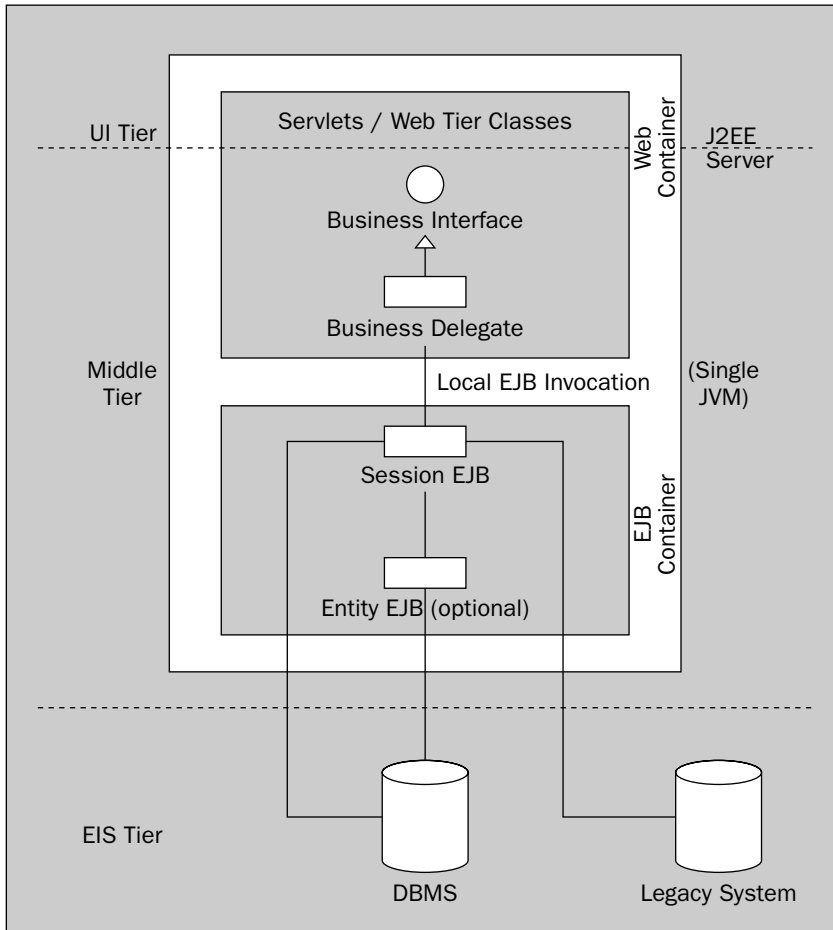 Servlets / Web Tier Classes
UI Tier
Web
Container
J2EE
Server
Business Interface
Business Delegate
Middle
Tier
Local EJB Invocation
(Single
JVM)
Session EJB
EJB
Container
Entity EJB (optional)
EIS Tier
DBMS
Legacy System